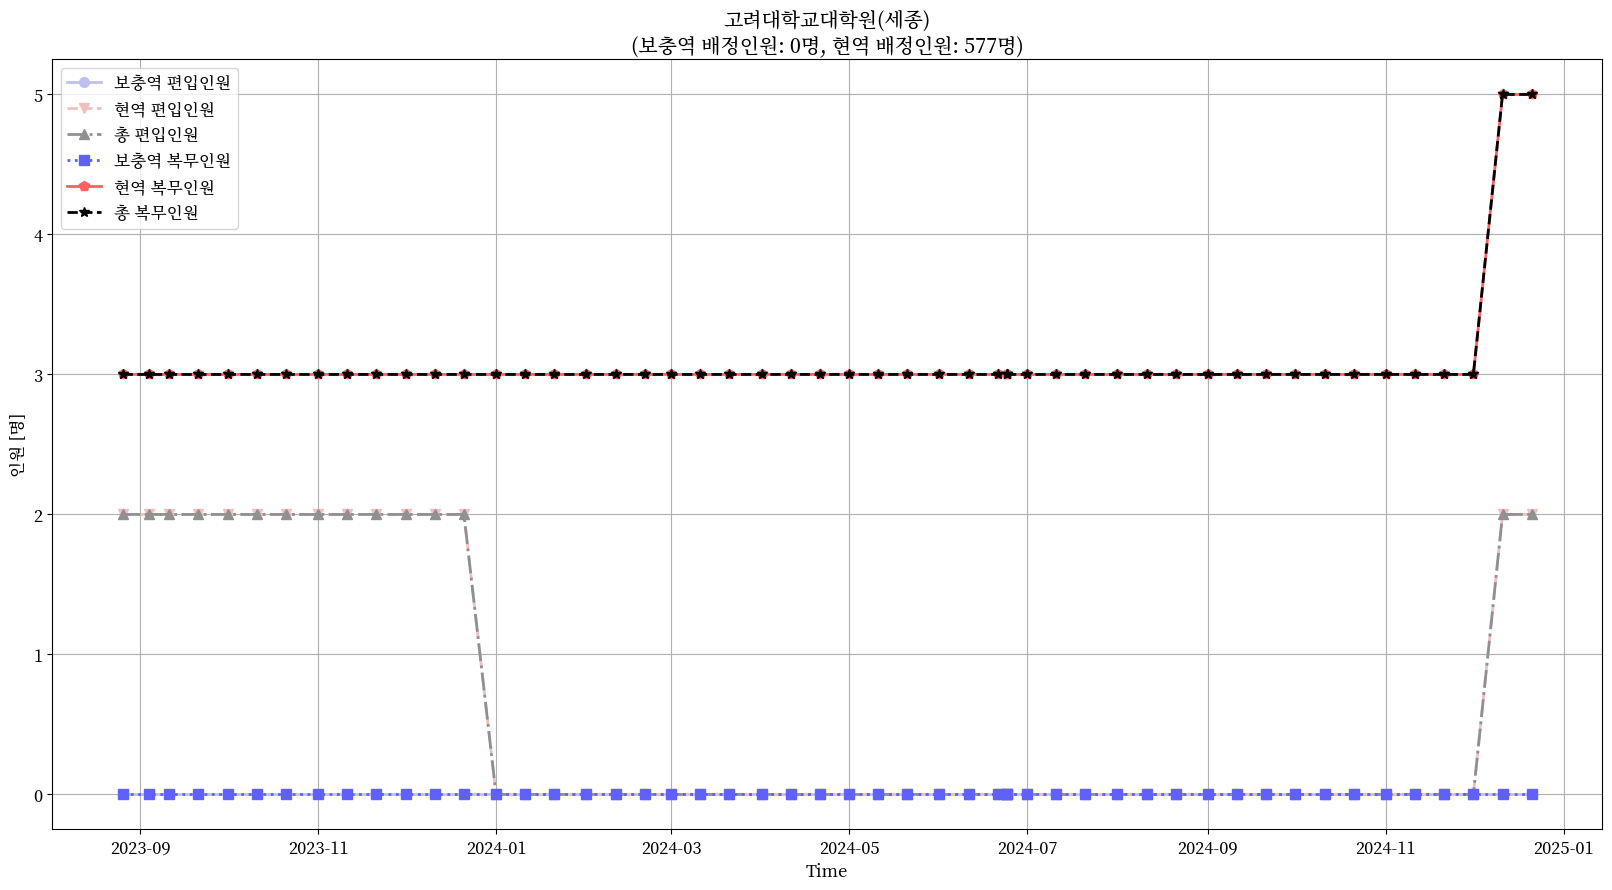 고려대학교대학원(세종)
(보충역 배정인원: 0명, 현역 배정인원: 577명)
보충역 편입인원
현역 편입인원
총 편입인원
보충역 복무인원
현역 복무인원
총 복무인원
5
4
3
2
1
0
인원 [명]
2023-09
2023-11
2024-01
2024-03
2024-05
2024-07
2024-09
2024-11
2025-01
Time